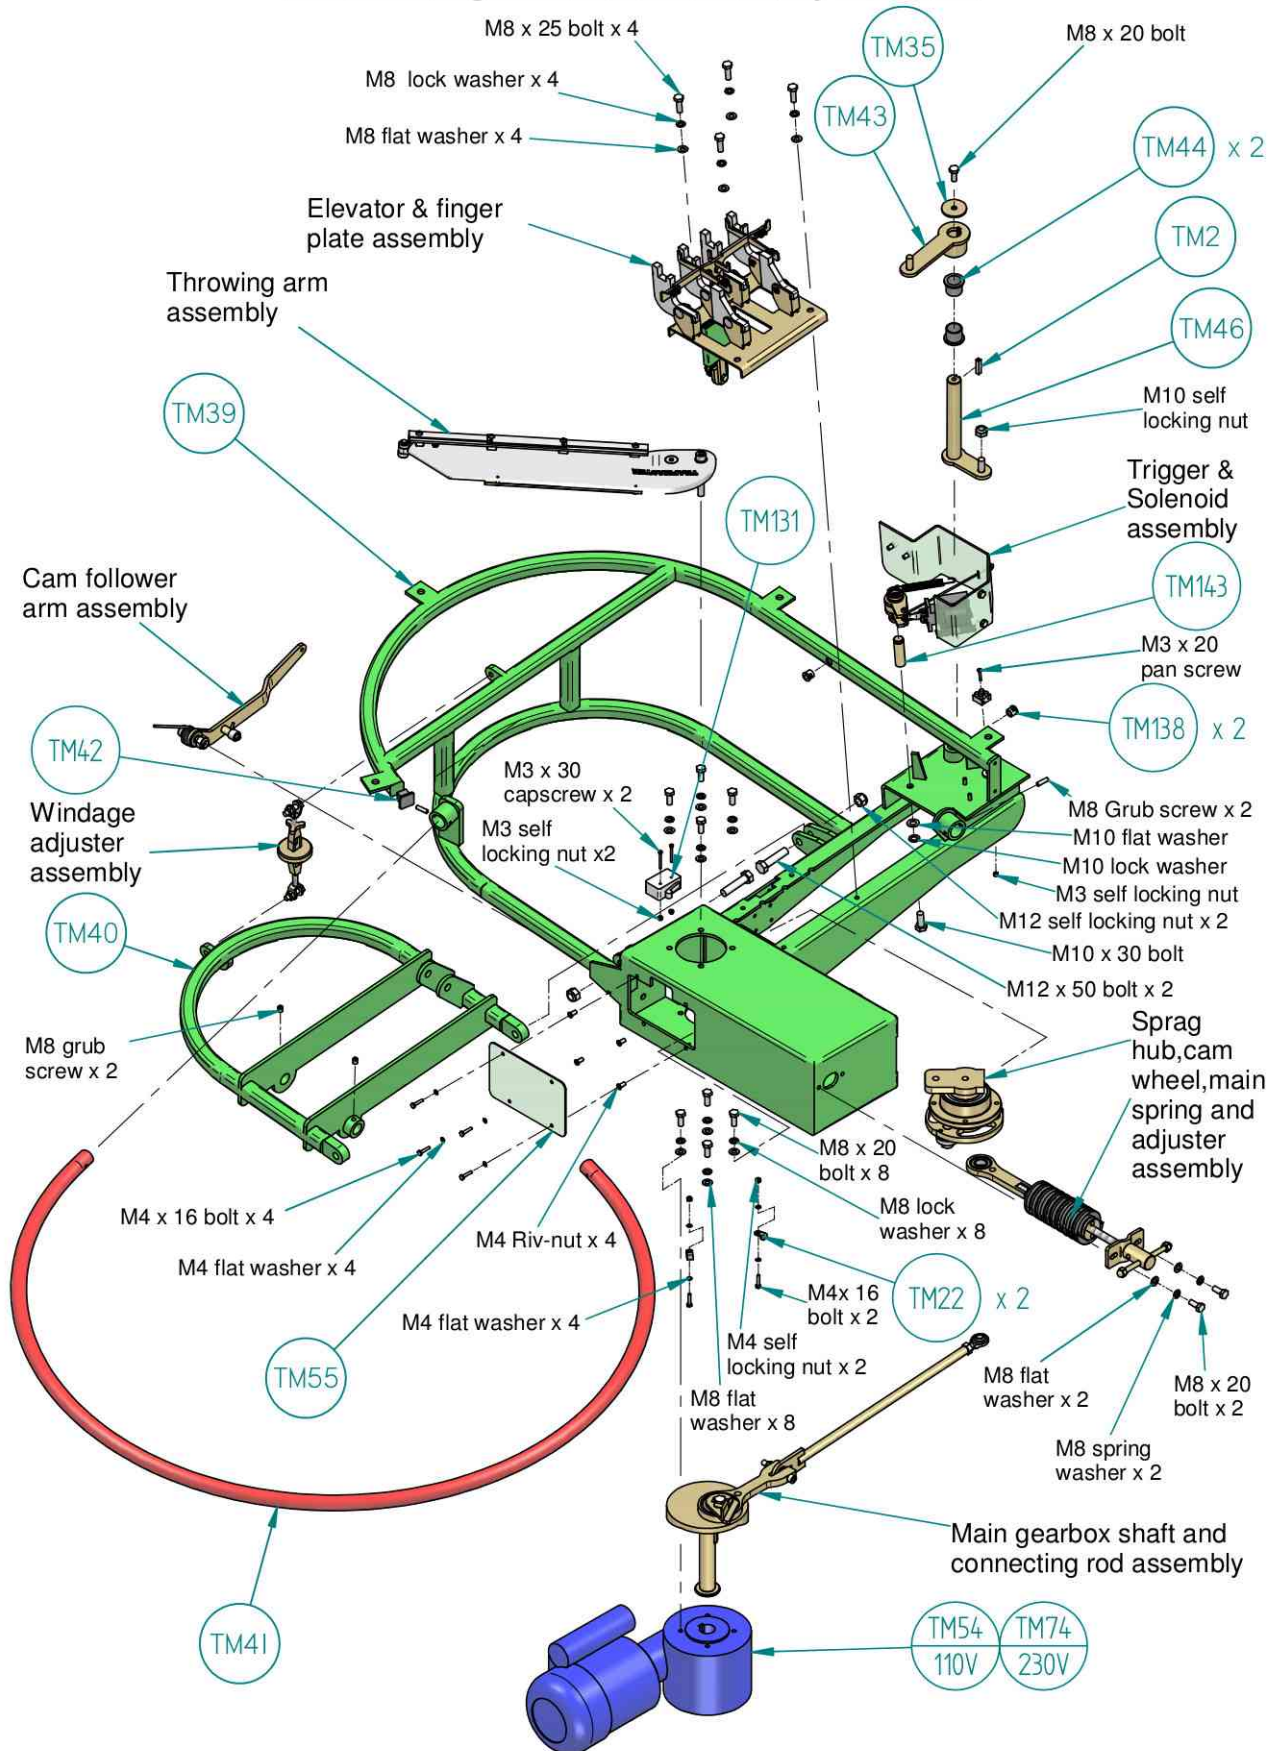 M8 x 25 bolt x 4
M8 lock washer x 4
M8 flat washer x 4
TM35
M8 x 20 bolt
TM43
TM44 x 2
Elevator & finger
plate assembly
TM2
Throwing arm
assembly
TM46
TM39
M10 self
locking nut
Trigger &
Solenoid
assembly
TM131
Cam follower
arm assembly
TM143
M3 x 20
pan screw
TM138 x 2
TM42
M3 x 30
capscrew x 2
Windage
adjuster
assembly
M3 self
locking nut x2
M8 Grub screw x 2
M10 flat washer
M10 lock washer
M3 self locking nut
M12 self locking nut x 2
M10 x 30 bolt
M12 x 50 bolt x 2
TM40
M8 grub
screw x 2
Sprag
hub,cam
wheel,main
spring and
adjuster
assembly
M8 x 20
bolt x 8
M4 x 16 bolt x 4
M4 Riv-nut x 4
M8 lock
washer x 8
M4 flat washer x 4
M4 flat washer x 4
M4x 16
bolt x 2
TM22 x 2
M4 self
locking nut x 2
TM55
M8 flat
washer x 8
M8 flat
washer x 2
M8 x 20
bolt x 2
M8 spring
washer x 2
Main gearbox shaft and
connecting rod assembly
TM41
TM54
110V
TM74
230V